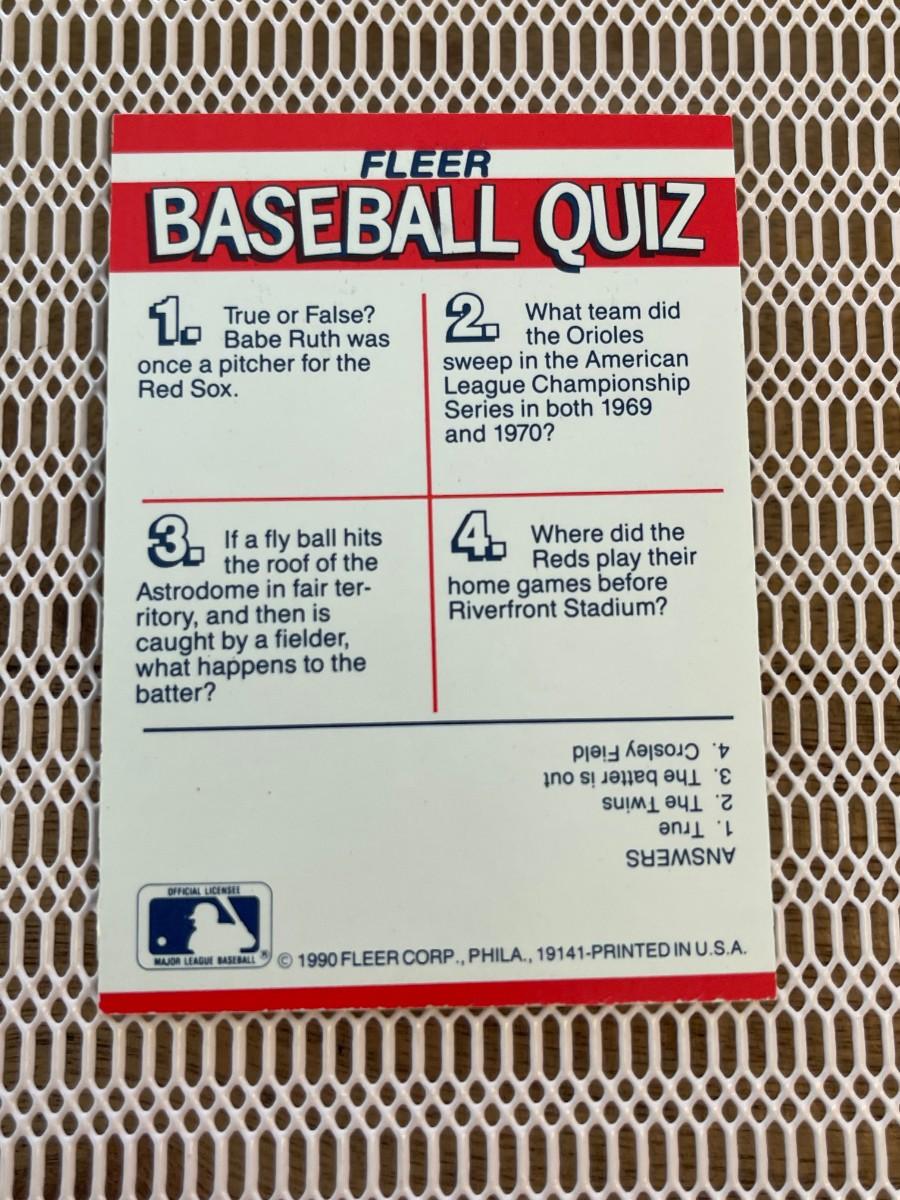 FLEER
BASEBALL QUIZ
1. True or False?
Babe Ruth was
once a pitcher for the
Red Sox.
2. What team did
the Orioles
sweep in the American
League Championship
Series in both 1969
and 1970?
3. If a fly ball hits
the roof of the
Astrodome in fair ter-
ritory, and then is
caught by a fielder,
what happens to the
batter?
4. Where did the
Reds play their
home games before
Riverfront Stadium?
ANSWERS
1. True
2. The Twins
3. The batter is out
4. Crosley Field
OFFICIAL LICENSEE
MAJOR LEAGUE BASEBALL ®
© 1990 FLEER CORP., PHILA., 19141-PRINTED IN U.S.A.